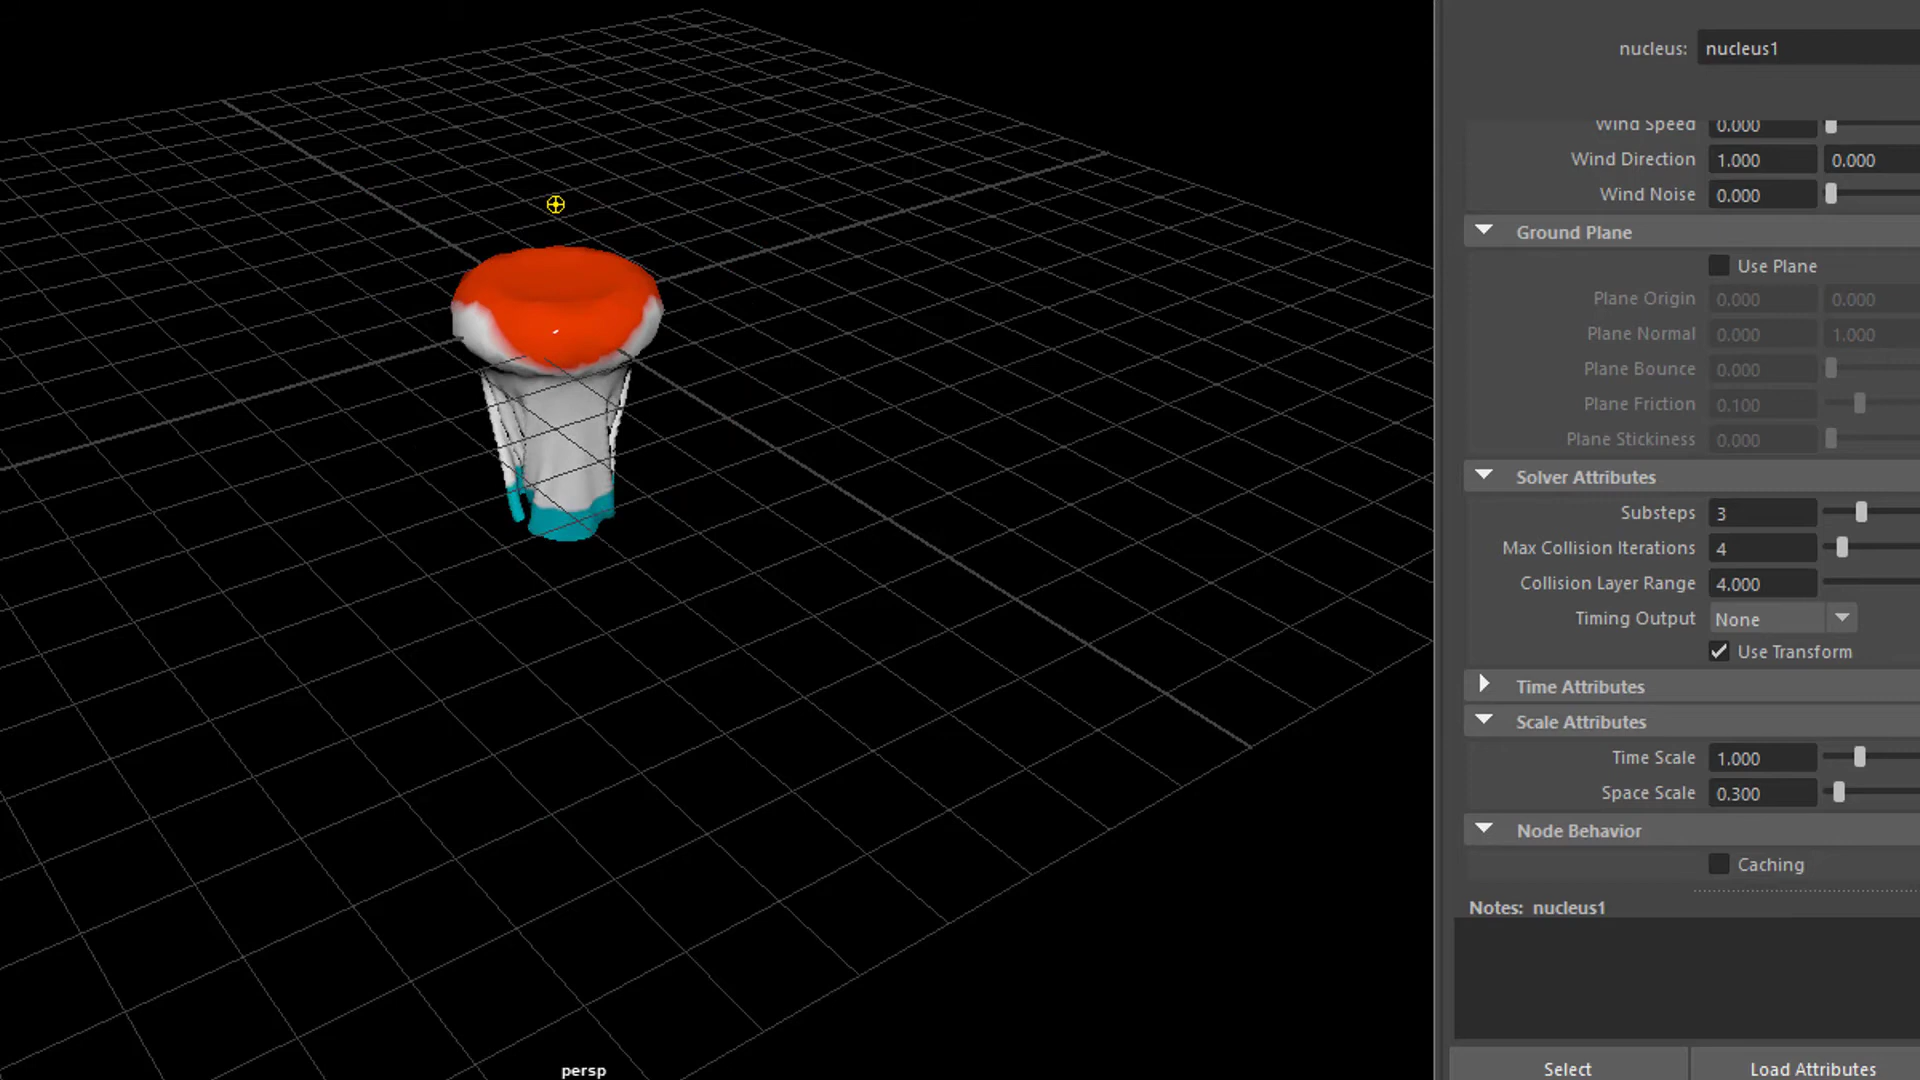 nucleus: nucleus1
Wind Speed 0.000
Wind Direction 1.000 0.000
Wind Noise 0.000
Ground Plane
Use Plane
Plane Origin 0.000 0.000
Plane Normal 0.000 1.000
Plane Bounce 0.000
Plane Friction 0.100
Plane Stickiness 0.000
Solver Attributes
Substeps 3
Max Collision Iterations 4
Collision Layer Range 4.000
Timing Output None
Use Transform
Time Attributes
Scale Attributes
Time Scale 1.000
Space Scale 0.300
Node Behavior
Caching
Notes: nucleus1
Select Load Attributes
persp